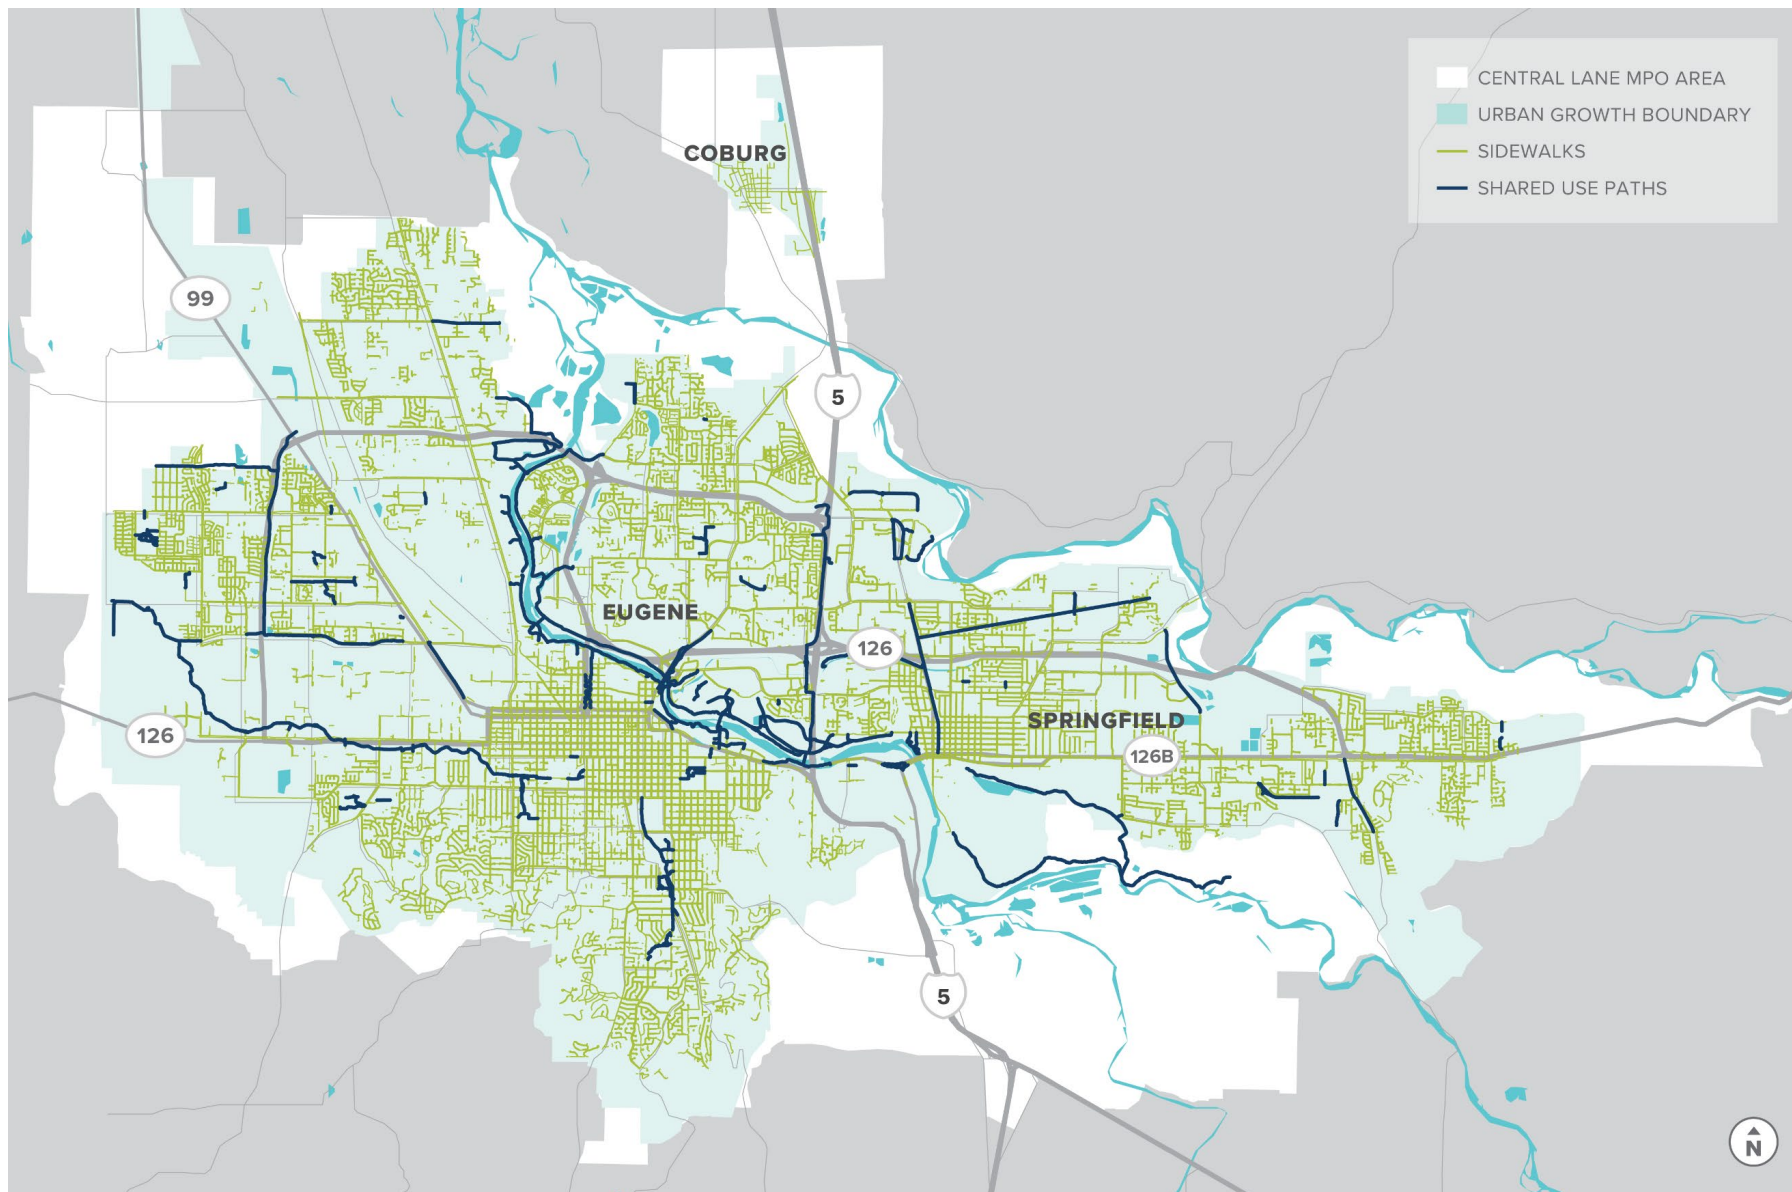 CENTRAL LANE MPO AREA
URBAN GROWTH BOUNDARY
SIDEWALKS
SHARED USE PATHS
COBURG
99
5
EUGENE
126
SPRINGFIELD
126
126B
5
N